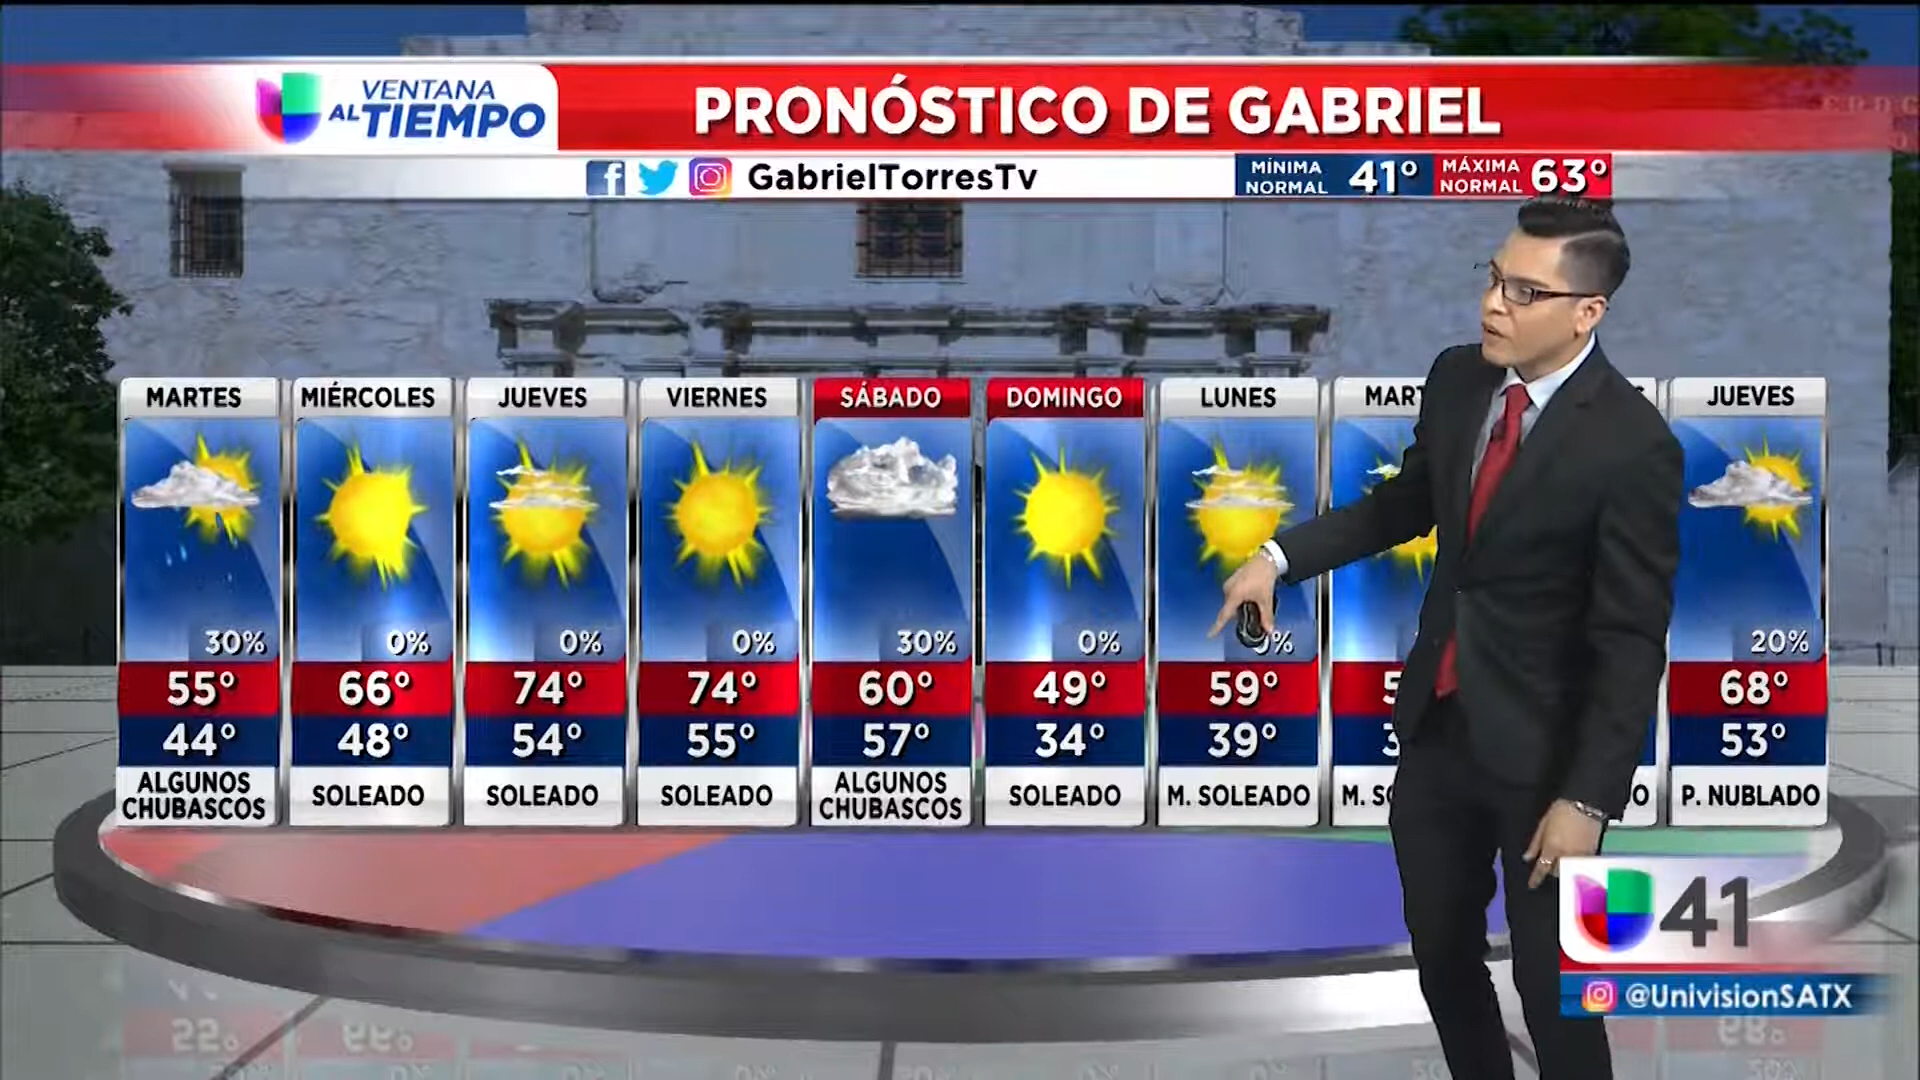 VENTANA
AL TIEMPO
PRONÓSTICO DE GABRIEL
GabrielTorresTv
MÍNIMA NORMAL 41°
MÁXIMA NORMAL 63°
MARTES
30%
55°
44°
ALGUNOS
CHUBASCOS
MIÉRCOLES
0%
66°
48°
SOLEADO
JUEVES
0%
74°
54°
SOLEADO
VIERNES
0%
74°
55°
SOLEADO
SÁBADO
30%
60°
57°
ALGUNOS
CHUBASCOS
DOMINGO
0%
49°
34°
SOLEADO
LUNES
0%
59°
39°
M. SOLEADO
JUEVES
20%
68°
53°
P. NUBLADO
41
@UnivisionSATX